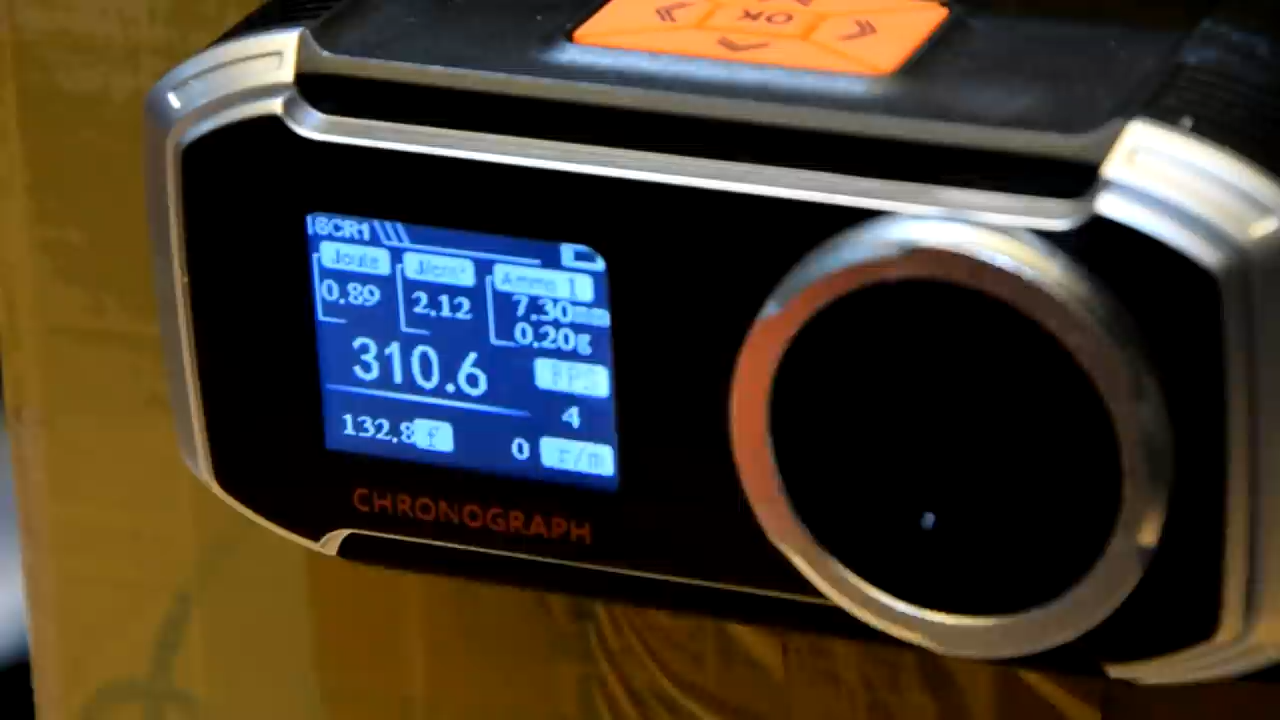 OK
SCR1
Joule J/cm² Ammo 1
0.89 2.12 7.30mm
0.20g
310.6 FPS
4
132.8 f 0 r/m
CHRONOGRAPH